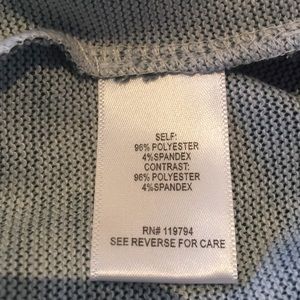 SELF:
96% POLYESTER
4%SPANDEX
CONTRAST:
96% POLYESTER
4%SPANDEX
RN# 119794
SEE REVERSE FOR CARE